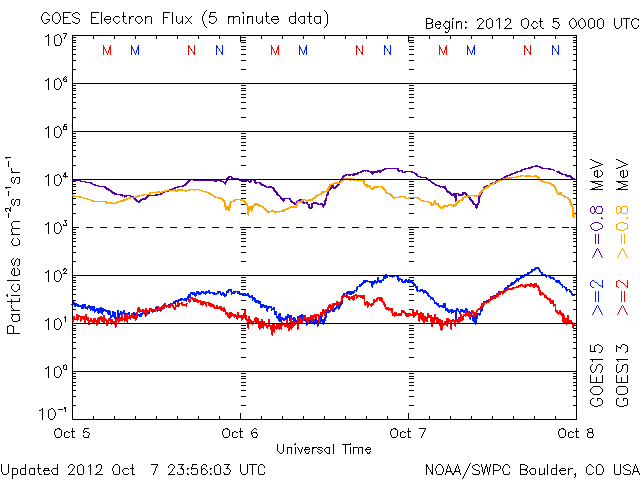 GOES Electron Flux (5 minute data)
Begin: 2012 Oct 5 0000 UTC
10⁷
M M N N M M N N M M N N
10⁶
10⁵
10⁴
10³
10²
10¹
10⁰
10⁻¹
Particles cm⁻²s⁻¹sr⁻¹
Oct 5 Oct 6 Oct 7 Oct 8
Universal Time
GOES15 >=2 >=0.8 MeV
GOES13 >=2 >=0.8 MeV
Updated 2012 Oct 7 23:56:03 UTC
NOAA/SWPC Boulder, CO USA